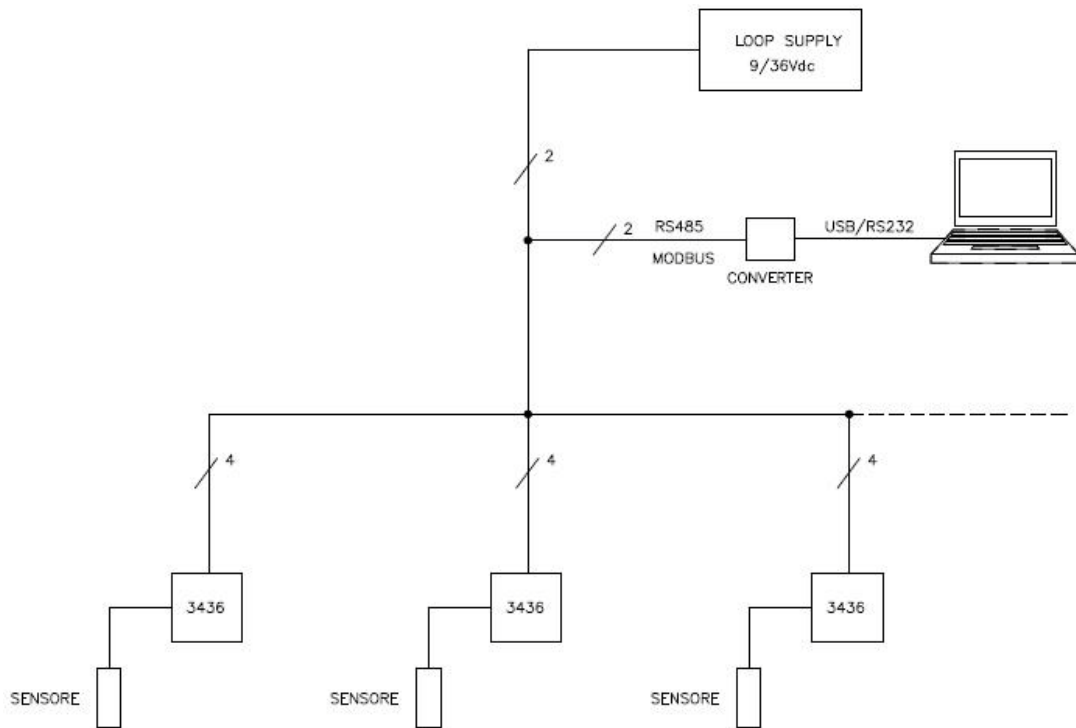 LOOP SUPPLY
9/36Vdc
2
2
RS485
USB/RS232
MODBUS
CONVERTER
4
4
4
3436
3436
3436
SENSORE
SENSORE
SENSORE